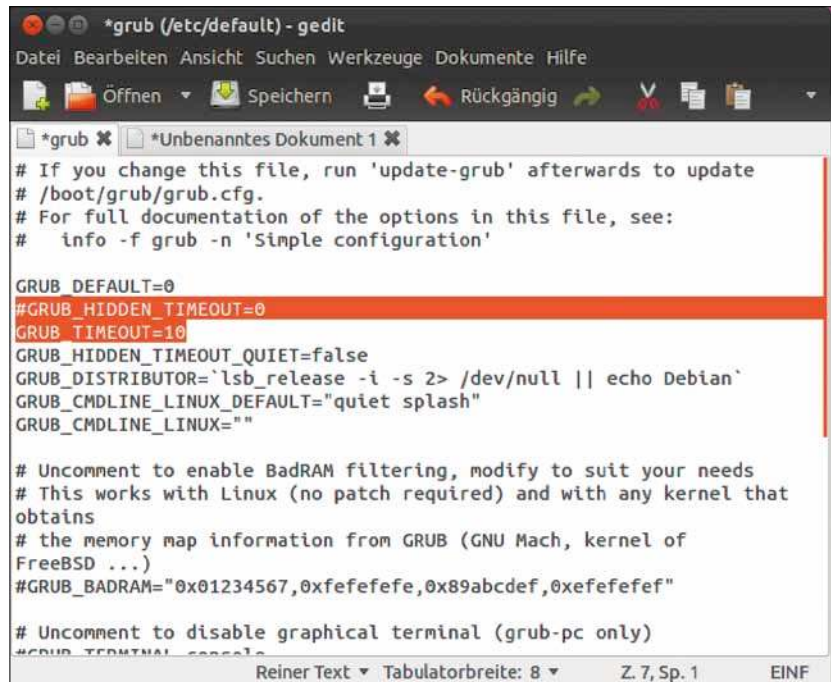 *grub (/etc/default) - gedit
Datei Bearbeiten Ansicht Suchen Werkzeuge Dokumente Hilfe
Öffnen Speichern Rückgängig
*grub *Unbenanntes Dokument 1
# If you change this file, run 'update-grub' afterwards to update
# /boot/grub/grub.cfg.
# For full documentation of the options in this file, see:
#   info -f grub -n 'Simple configuration'
GRUB_DEFAULT=0
#GRUB_HIDDEN_TIMEOUT=0
GRUB_TIMEOUT=10
GRUB_HIDDEN_TIMEOUT_QUIET=false
GRUB_DISTRIBUTOR=`lsb_release -i -s 2> /dev/null || echo Debian`
GRUB_CMDLINE_LINUX_DEFAULT="quiet splash"
GRUB_CMDLINE_LINUX=""
# Uncomment to enable BadRAM filtering, modify to suit your needs
# This works with Linux (no patch required) and with any kernel that
obtains
# the memory map information from GRUB (GNU Mach, kernel of
FreeBSD ...)
#GRUB_BADRAM="0x01234567,0xfefefefe,0x89abcdef,0xefefefef"
# Uncomment to disable graphical terminal (grub-pc only)
#GRUB_TERMINAL=console
Reiner Text Tabulatorbreite: 8 Z. 7, Sp. 1 EINF